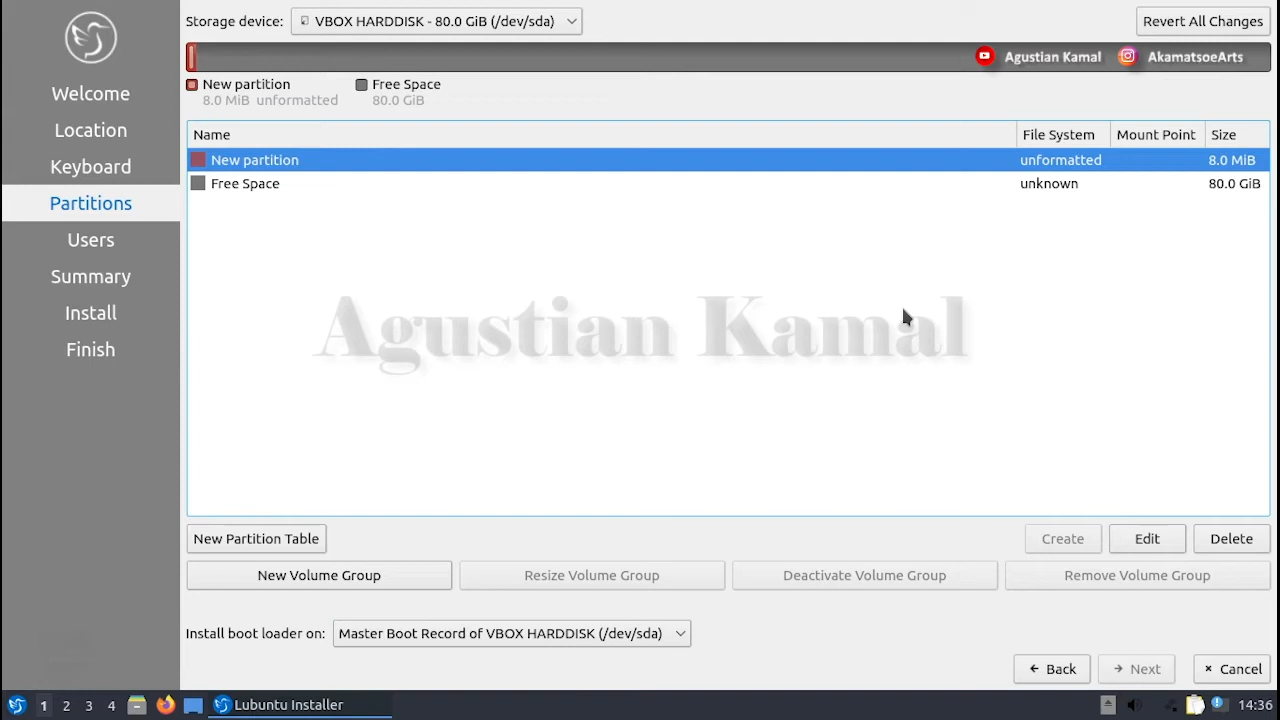 Storage device: VBOX HARDDISK - 80.0 GiB (/dev/sda) Revert All Changes
Agustian Kamal AkamatsoeArts
New partition Free Space
8.0 MiB unformatted 80.0 GiB
Welcome
Location
Keyboard
Partitions
Users
Summary
Install
Finish
Name File System Mount Point Size
New partition unformatted 8.0 MiB
Free Space unknown 80.0 GiB
Agustian Kamal
New Partition Table Create Edit Delete
New Volume Group Resize Volume Group Deactivate Volume Group Remove Volume Group
Install boot loader on: Master Boot Record of VBOX HARDDISK (/dev/sda)
Back Next Cancel
1 2 3 4 Lubuntu Installer 14:36